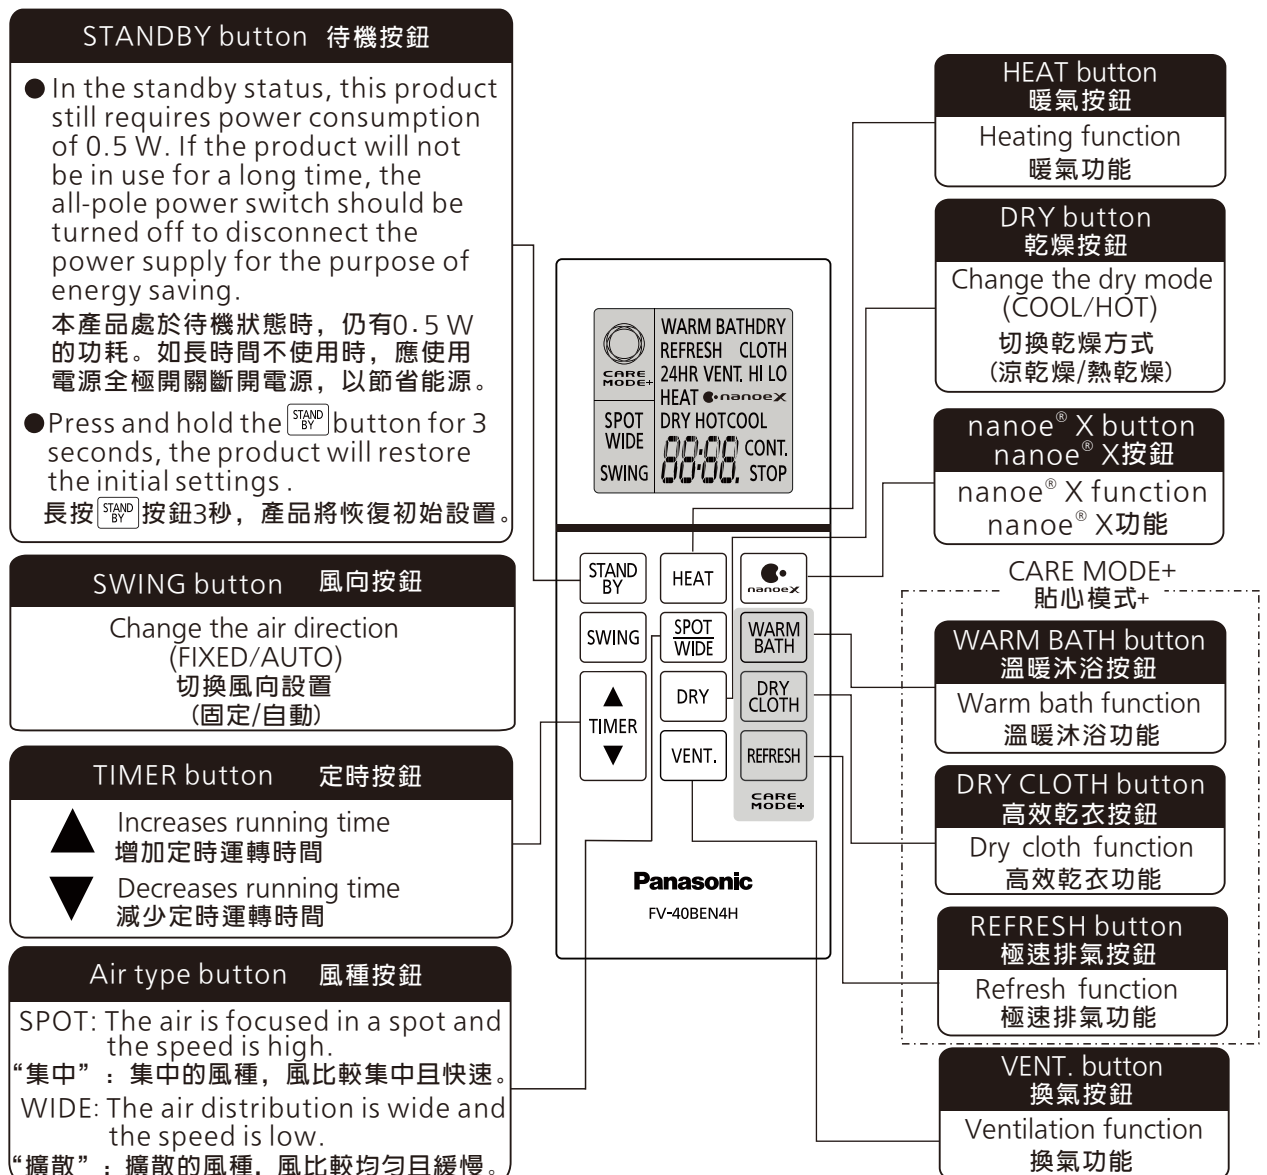 STANDBY button 待機按鈕
● In the standby status, this product
still requires power consumption
of 0.5 W. If the product will not
be in use for a long time, the
all-pole power switch should be
turned off to disconnect the
power supply for the purpose of
energy saving.
本產品處於待機狀態時，仍有0.5 W
的功耗。如長時間不使用時，應使用
電源全極開關斷開電源，以節省能源。
●Press and hold the STAND BY button for 3
seconds, the product will restore
the initial settings .
長按 STAND BY 按鈕3秒，產品將恢復初始設置。
SWING button 風向按鈕
Change the air direction
(FIXED/AUTO)
切換風向設置
(固定/自動)
TIMER button 定時按鈕
▲ Increases running time
增加定時運轉時間
▼ Decreases running time
減少定時運轉時間
Air type button 風種按鈕
SPOT: The air is focused in a spot and
the speed is high.
“集中”：集中的風種，風比較集中且快速。
WIDE: The air distribution is wide and
the speed is low.
“擴散”：擴散的風種，風比較均勻且緩慢。
CARE
MODE+
SPOT
WIDE
SWING
WARM BATHDRY
REFRESH CLOTH
24HR VENT. HI LO
HEAT nanoeX
DRY HOTCOOL
88:88. CONT.
STOP
STAND
BY
HEAT
nanoeX
SWING
SPOT
WIDE
WARM
BATH
▲
TIMER
▼
DRY
DRY
CLOTH
VENT.
REFRESH
CARE
MODE+
Panasonic
FV-40BEN4H
HEAT button
暖氣按鈕
Heating function
暖氣功能
DRY button
乾燥按鈕
Change the dry mode
(COOL/HOT)
切換乾燥方式
(涼乾燥/熱乾燥)
nanoe® X button
nanoe® X按鈕
nanoe® X function
nanoe® X功能
CARE MODE+
貼心模式+
WARM BATH button
溫暖沐浴按鈕
Warm bath function
溫暖沐浴功能
DRY CLOTH button
高效乾衣按鈕
Dry cloth function
高效乾衣功能
REFRESH button
極速排氣按鈕
Refresh function
極速排氣功能
VENT. button
換氣按鈕
Ventilation function
換氣功能